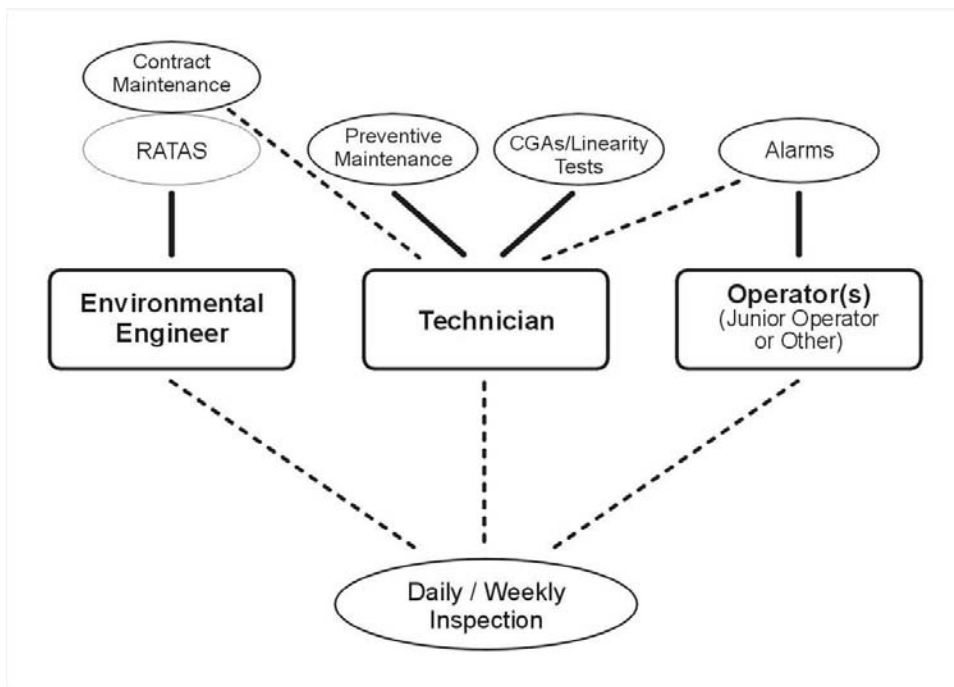 Contract
Maintenance
RATAS
Preventive
Maintenance
CGAs/Linearity
Tests
Alarms
Environmental
Engineer
Technician
Operator(s)
(Junior Operator
or Other)
Daily / Weekly
Inspection